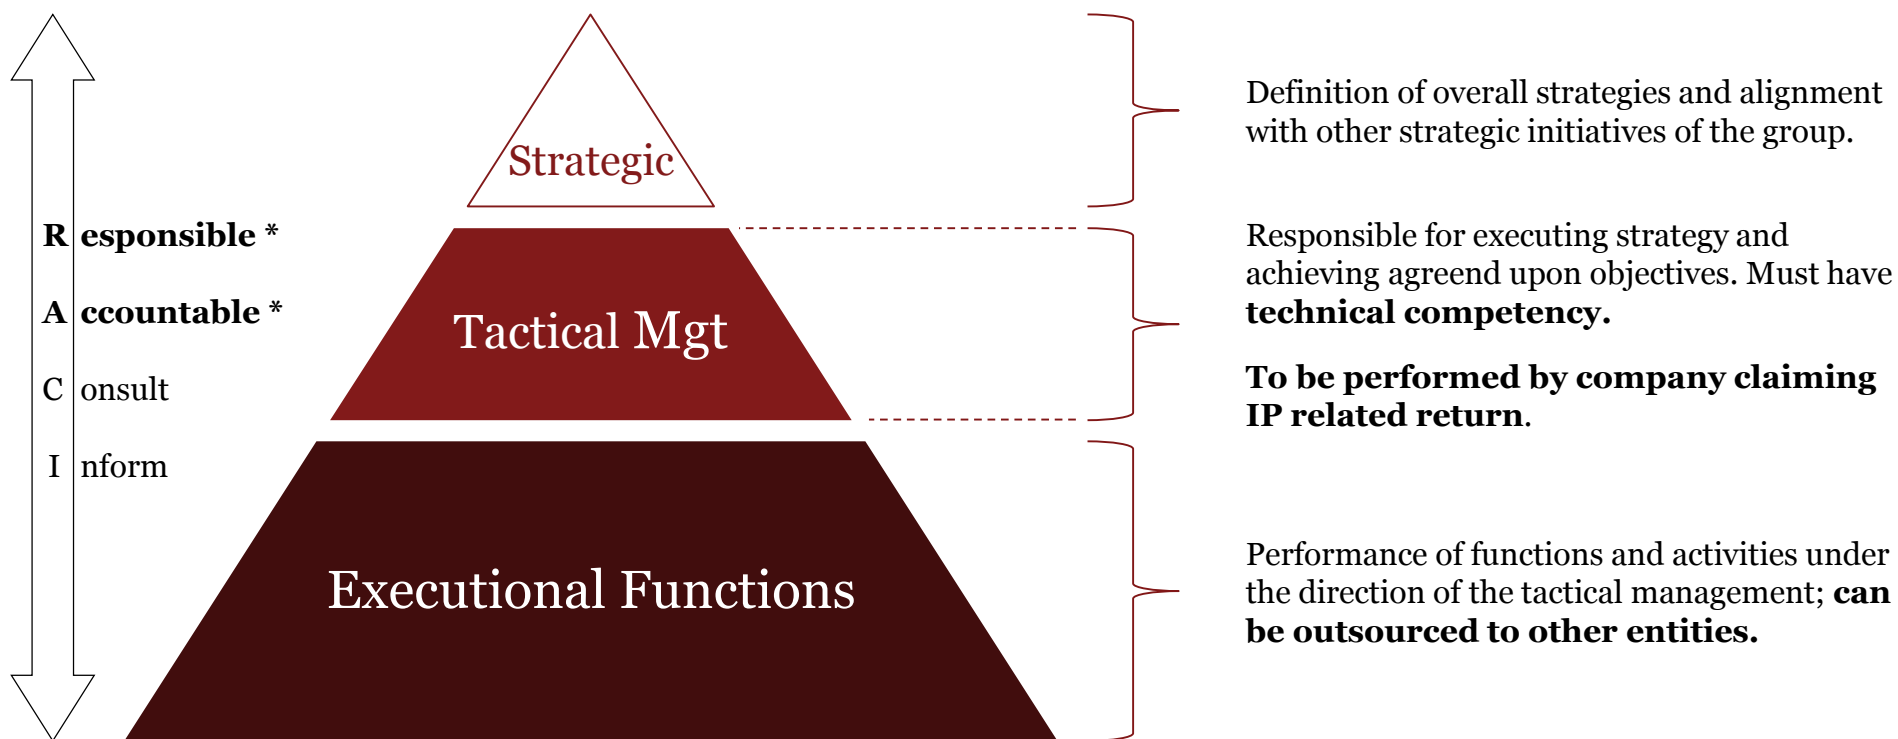 Strategic
Definition of overall strategies and alignment
with other strategic initiatives of the group.
R esponsible *
A ccountable *
C onsult
I nform
Tactical Mgt
Responsible for executing strategy and
achieving agreend upon objectives. Must have
technical competency.
To be performed by company claiming
IP related return.
Executional Functions
Performance of functions and activities under
the direction of the tactical management; can
be outsourced to other entities.